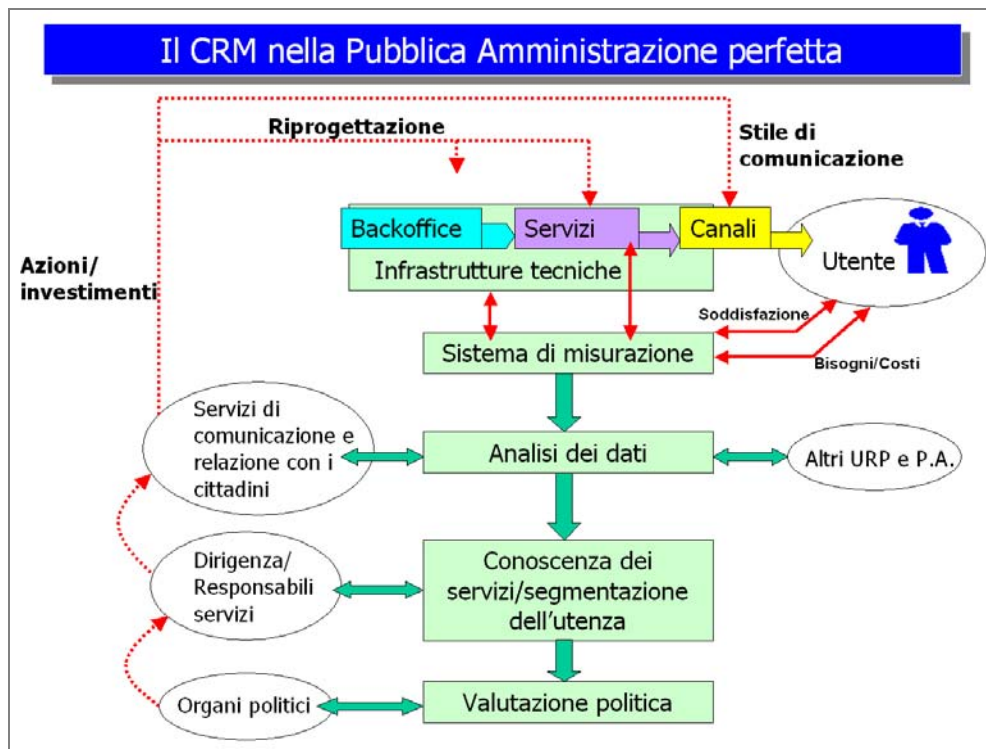 Il CRM nella Pubblica Amministrazione perfetta
Riprogettazione
Stile di
comunicazione
Backoffice
Servizi
Canali
Utente
Infrastrutture tecniche
Azioni/
investimenti
Soddisfazione
Sistema di misurazione
Bisogni/Costi
Servizi di
comunicazione e
relazione con i
cittadini
Analisi dei dati
Altri URP e P.A.
Dirigenza/
Responsabili
servizi
Conoscenza dei
servizi/segmentazione
dell'utenza
Organi politici
Valutazione politica